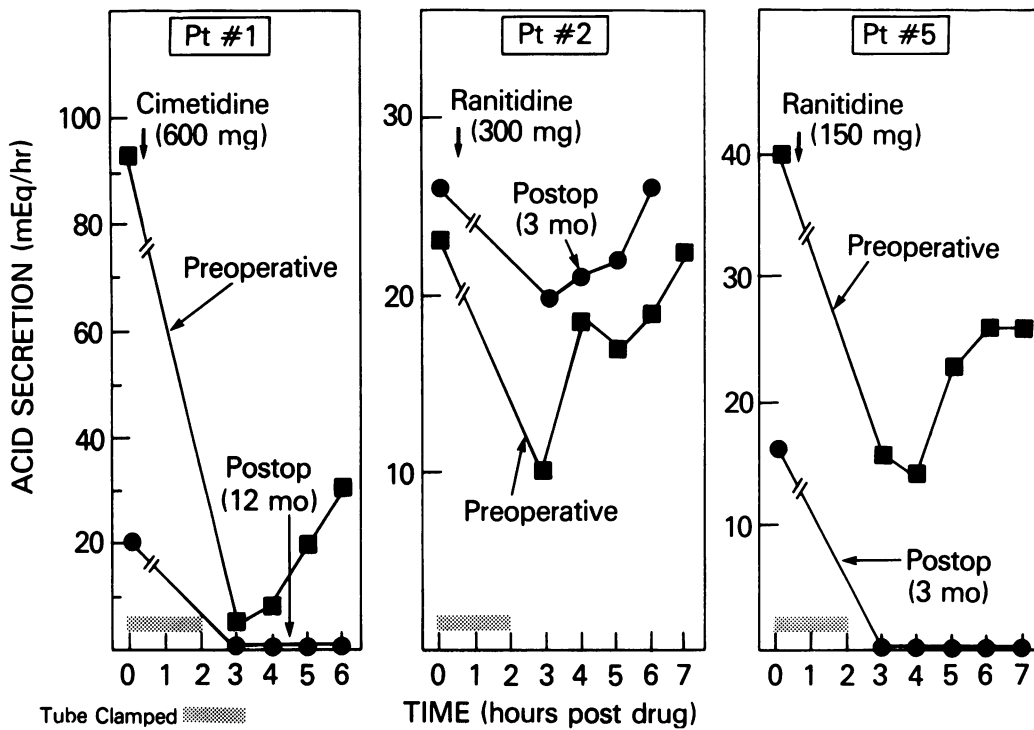 Pt #1
Pt #2
Pt #5
ACID SECRETION (mEq/hr)
100
80
60
40
20
Cimetidine
(600 mg)
Preoperative
Postop
(12 mo)
0 1 2 3 4 5 6
30
20
10
Ranitidine
(300 mg)
Postop
(3 mo)
Preoperative
0 1 2 3 4 5 6 7
40
30
20
10
Ranitidine
(150 mg)
Preoperative
Postop
(3 mo)
0 1 2 3 4 5 6 7
Tube Clamped
TIME (hours post drug)